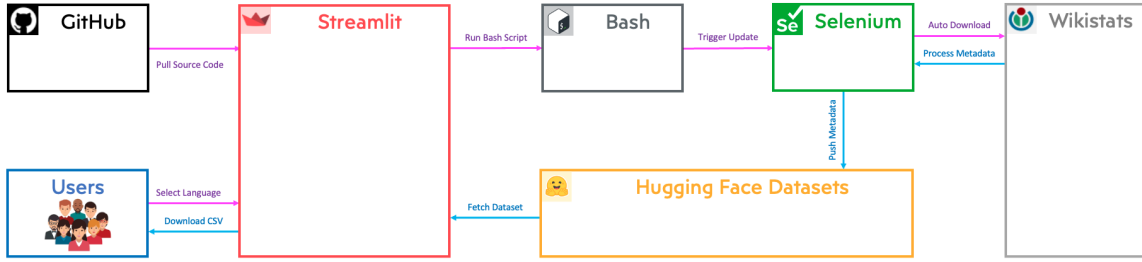 GitHub
Streamlit
Bash
Selenium
Wikistats
Se
Pull Source Code
Run Bash Script
Trigger Update
Auto Download
Process Metadata
Push Metadata
Users
Select Language
Download CSV
Fetch Dataset
Hugging Face Datasets